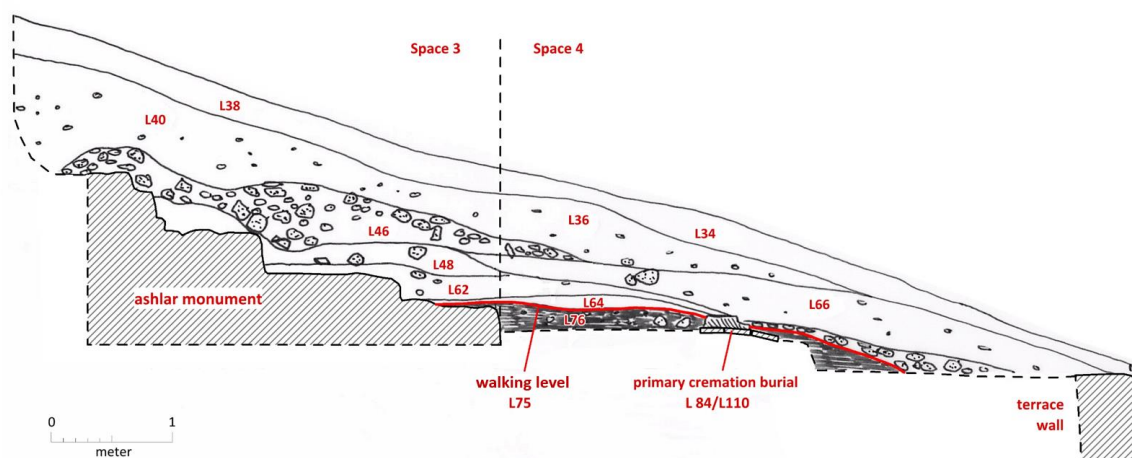 Space 3
Space 4
L38
L40
L36
L34
L46
L48
L62
L64
L66
L76
ashlar monument
walking level
L75
primary cremation burial
L 84/L110
terrace
wall
0
1
meter